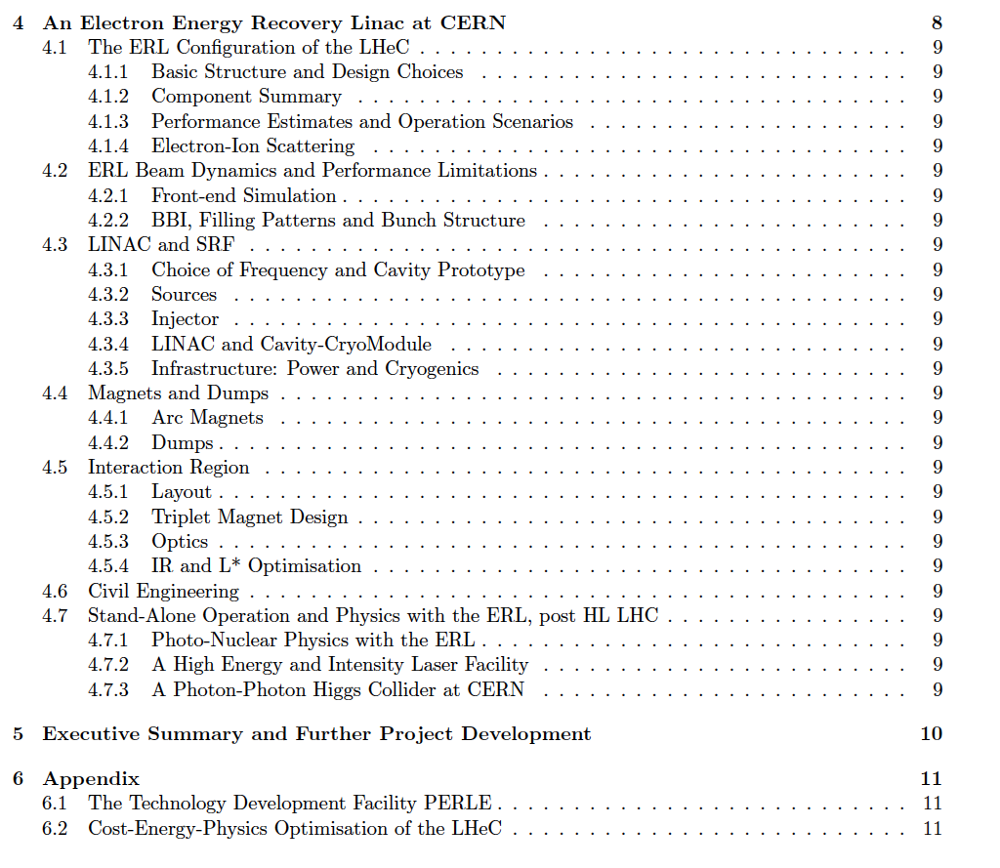 4 An Electron Energy Recovery Linac at CERN 8
4.1 The ERL Configuration of the LHeC . . . . . . . . . . . . . . . . . . . . . . . . . . . . . . . . 9
4.1.1 Basic Structure and Design Choices . . . . . . . . . . . . . . . . . . . . . . . . . . . . 9
4.1.2 Component Summary . . . . . . . . . . . . . . . . . . . . . . . . . . . . . . . . . . . . 9
4.1.3 Performance Estimates and Operation Scenarios . . . . . . . . . . . . . . . . . . . . . 9
4.1.4 Electron-Ion Scattering . . . . . . . . . . . . . . . . . . . . . . . . . . . . . . . . . . . 9
4.2 ERL Beam Dynamics and Performance Limitations . . . . . . . . . . . . . . . . . . . . . . . . 9
4.2.1 Front-end Simulation . . . . . . . . . . . . . . . . . . . . . . . . . . . . . . . . . . . . . 9
4.2.2 BBI, Filling Patterns and Bunch Structure . . . . . . . . . . . . . . . . . . . . . . . . 9
4.3 LINAC and SRF . . . . . . . . . . . . . . . . . . . . . . . . . . . . . . . . . . . . . . . . . . . 9
4.3.1 Choice of Frequency and Cavity Prototype . . . . . . . . . . . . . . . . . . . . . . . . 9
4.3.2 Sources . . . . . . . . . . . . . . . . . . . . . . . . . . . . . . . . . . . . . . . . . . . . 9
4.3.3 Injector . . . . . . . . . . . . . . . . . . . . . . . . . . . . . . . . . . . . . . . . . . . . 9
4.3.4 LINAC and Cavity-CryoModule . . . . . . . . . . . . . . . . . . . . . . . . . . . . . . 9
4.3.5 Infrastructure: Power and Cryogenics . . . . . . . . . . . . . . . . . . . . . . . . . . . 9
4.4 Magnets and Dumps . . . . . . . . . . . . . . . . . . . . . . . . . . . . . . . . . . . . . . . . . 9
4.4.1 Arc Magnets . . . . . . . . . . . . . . . . . . . . . . . . . . . . . . . . . . . . . . . . . 9
4.4.2 Dumps . . . . . . . . . . . . . . . . . . . . . . . . . . . . . . . . . . . . . . . . . . . . . 9
4.5 Interaction Region . . . . . . . . . . . . . . . . . . . . . . . . . . . . . . . . . . . . . . . . . . 9
4.5.1 Layout . . . . . . . . . . . . . . . . . . . . . . . . . . . . . . . . . . . . . . . . . . . . . 9
4.5.2 Triplet Magnet Design . . . . . . . . . . . . . . . . . . . . . . . . . . . . . . . . . . . . 9
4.5.3 Optics . . . . . . . . . . . . . . . . . . . . . . . . . . . . . . . . . . . . . . . . . . . . . 9
4.5.4 IR and L* Optimisation . . . . . . . . . . . . . . . . . . . . . . . . . . . . . . . . . . . 9
4.6 Civil Engineering . . . . . . . . . . . . . . . . . . . . . . . . . . . . . . . . . . . . . . . . . . . 9
4.7 Stand-Alone Operation and Physics with the ERL, post HL LHC . . . . . . . . . . . . . . . . 9
4.7.1 Photo-Nuclear Physics with the ERL . . . . . . . . . . . . . . . . . . . . . . . . . . . . 9
4.7.2 A High Energy and Intensity Laser Facility . . . . . . . . . . . . . . . . . . . . . . . . 9
4.7.3 A Photon-Photon Higgs Collider at CERN . . . . . . . . . . . . . . . . . . . . . . . . 9
5 Executive Summary and Further Project Development 10
6 Appendix 11
6.1 The Technology Development Facility PERLE . . . . . . . . . . . . . . . . . . . . . . . . . . . 11
6.2 Cost-Energy-Physics Optimisation of the LHeC . . . . . . . . . . . . . . . . . . . . . . . . . . 11